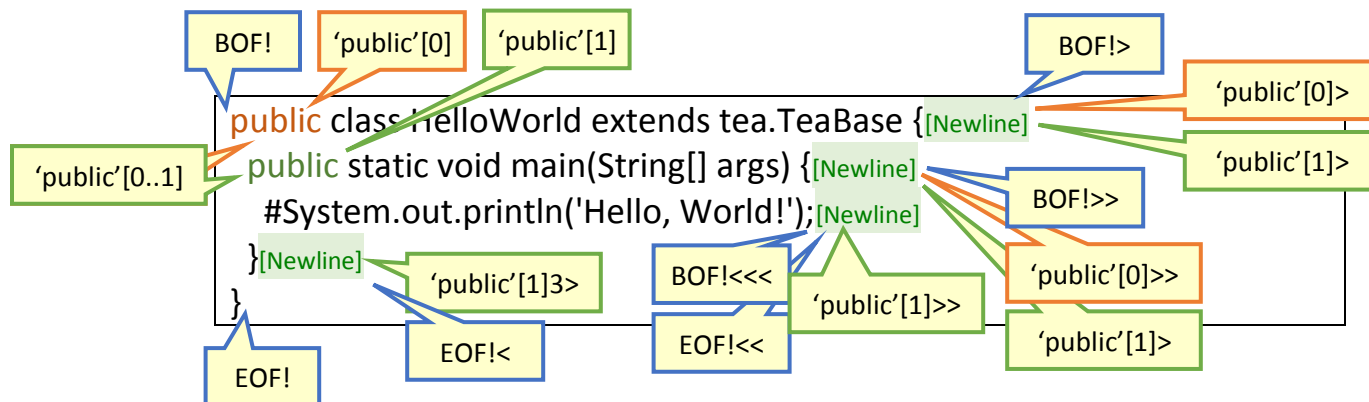 BOF!
‘public’[0]
‘public’[1]
BOF!>
‘public’[0]>
public class HelloWorld extends tea.TeaBase {[Newline]
‘public’[0..1]
public static void main(String[] args) {[Newline]
‘public’[1]>
BOF!>>
#System.out.println('Hello, World!');[Newline]
}[Newline]
‘public’[1]3>
BOF!<<<
‘public’[1]>>
‘public’[0]>>
}
EOF!
EOF!<
EOF!<<
‘public’[1]>